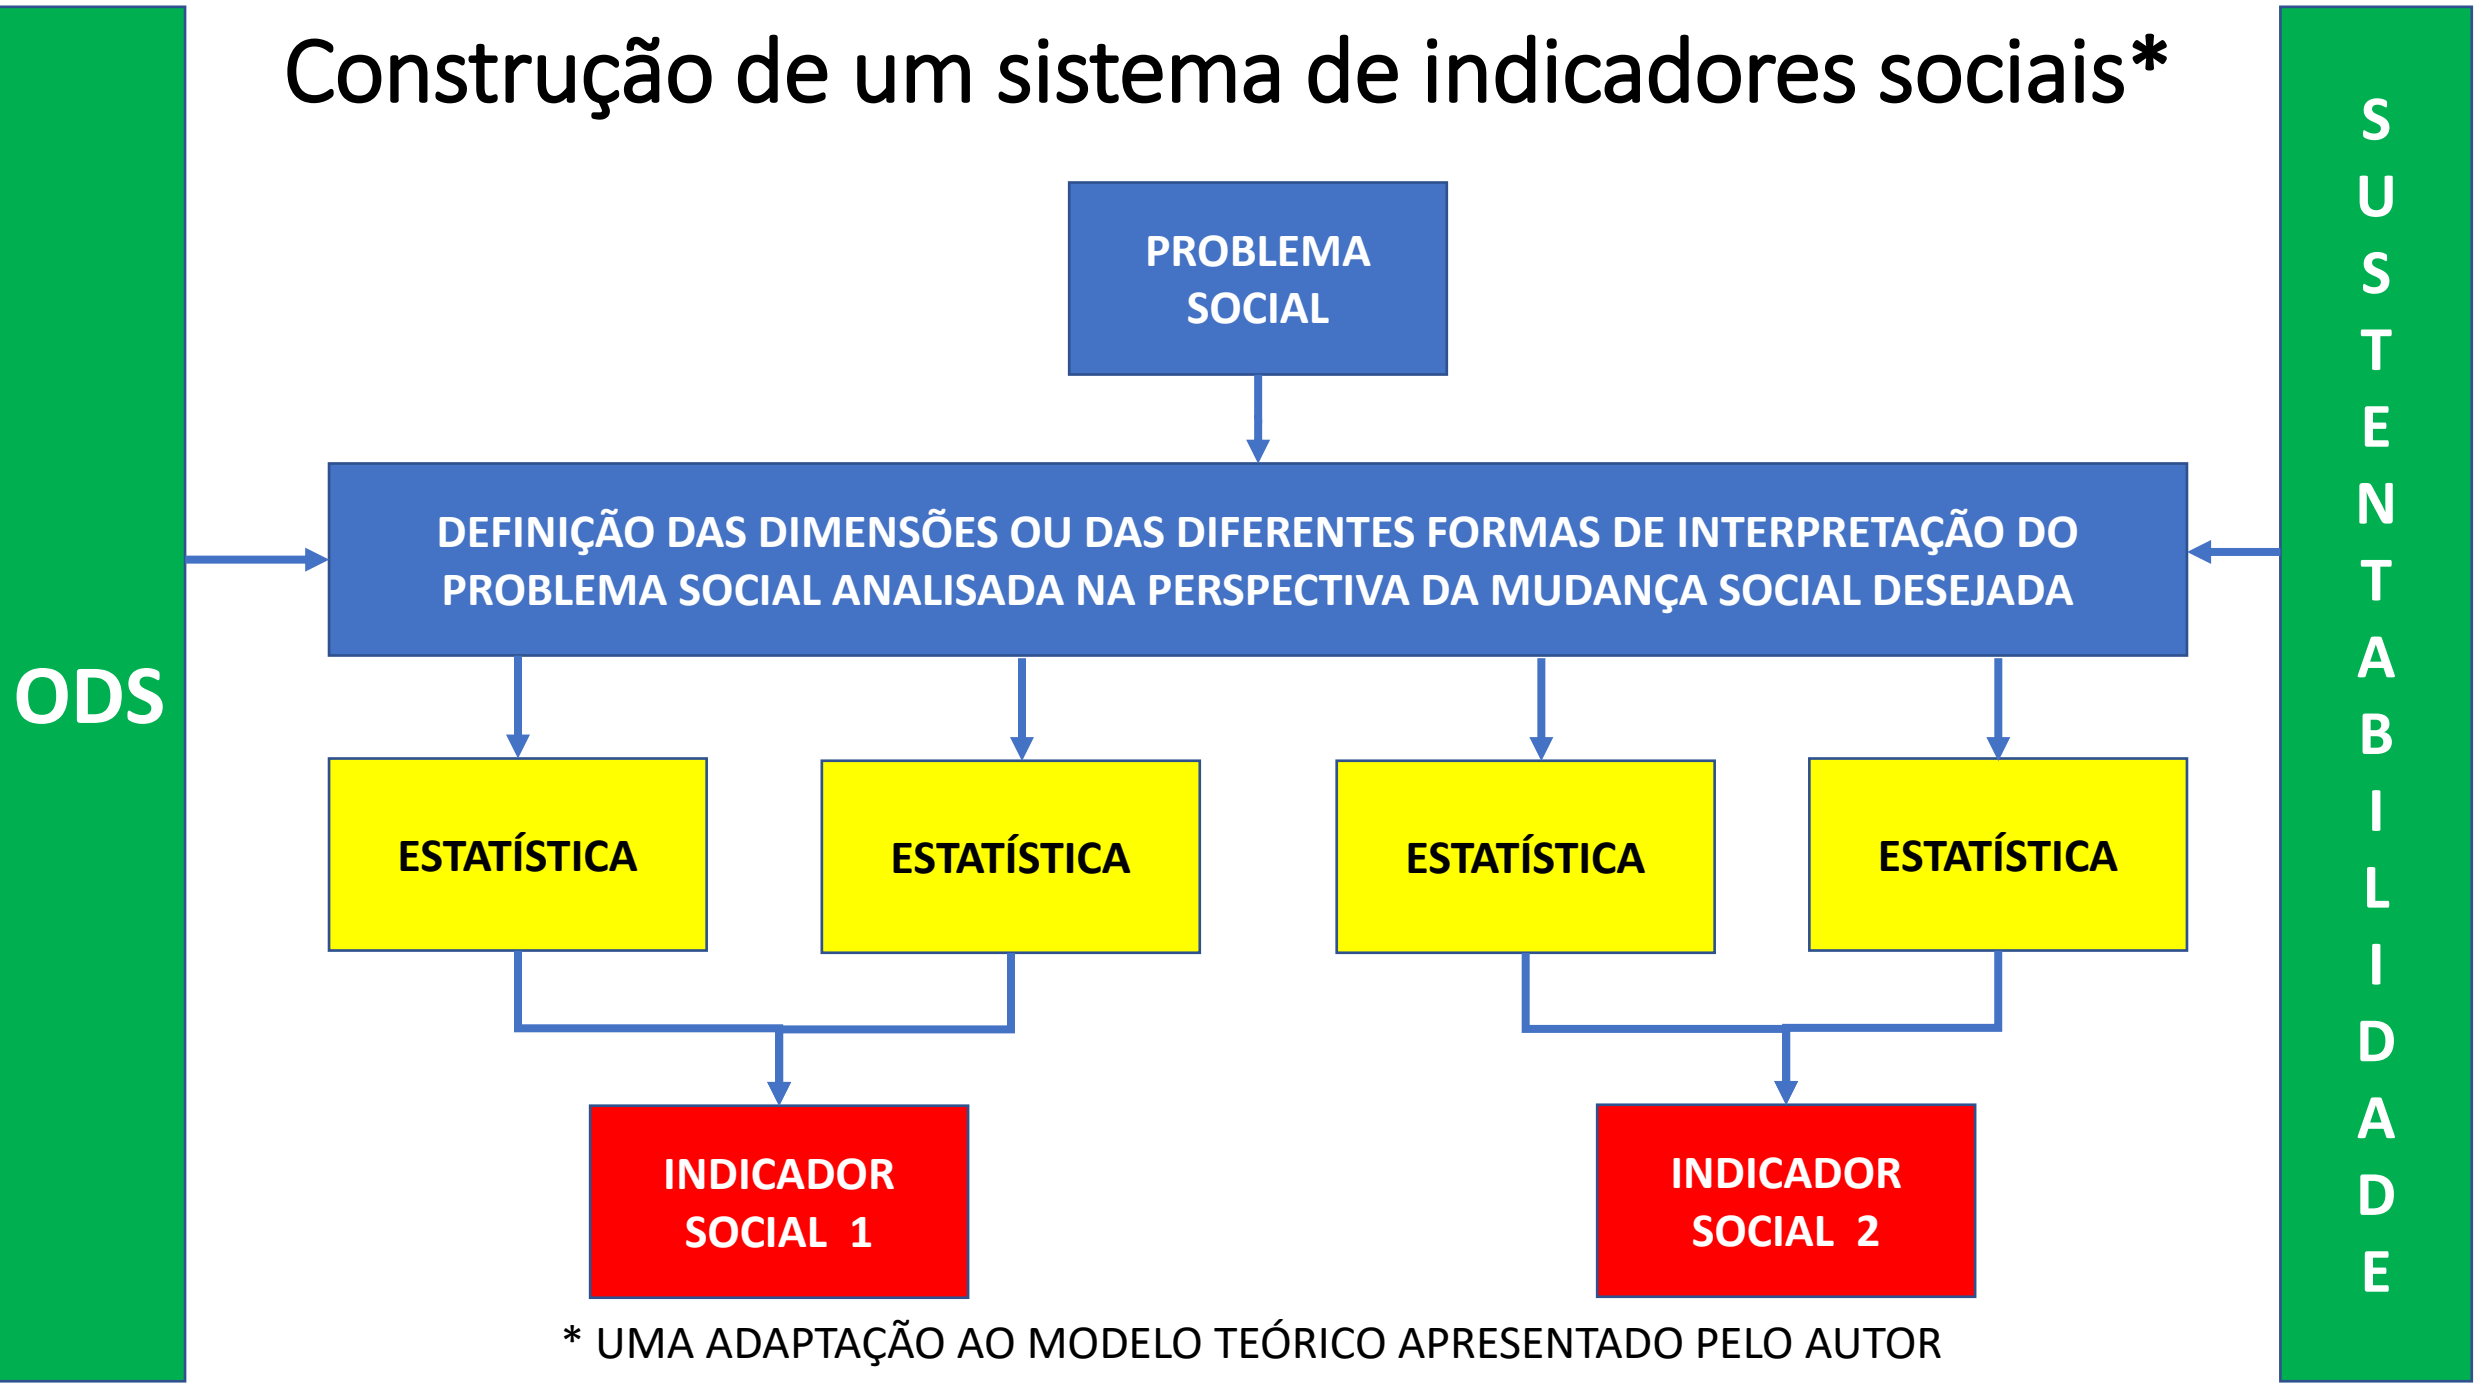 Construção de um sistema de indicadores sociais*
PROBLEMA
SOCIAL
DEFINIÇÃO DAS DIMENSÕES OU DAS DIFERENTES FORMAS DE INTERPRETAÇÃO DO
PROBLEMA SOCIAL ANALISADA NA PERSPECTIVA DA MUDANÇA SOCIAL DESEJADA
ODS
ESTATÍSTICA
ESTATÍSTICA
ESTATÍSTICA
ESTATÍSTICA
INDICADOR
SOCIAL 1
INDICADOR
SOCIAL 2
* UMA ADAPTAÇÃO AO MODELO TEÓRICO APRESENTADO PELO AUTOR
SUSTENTABILIDADE